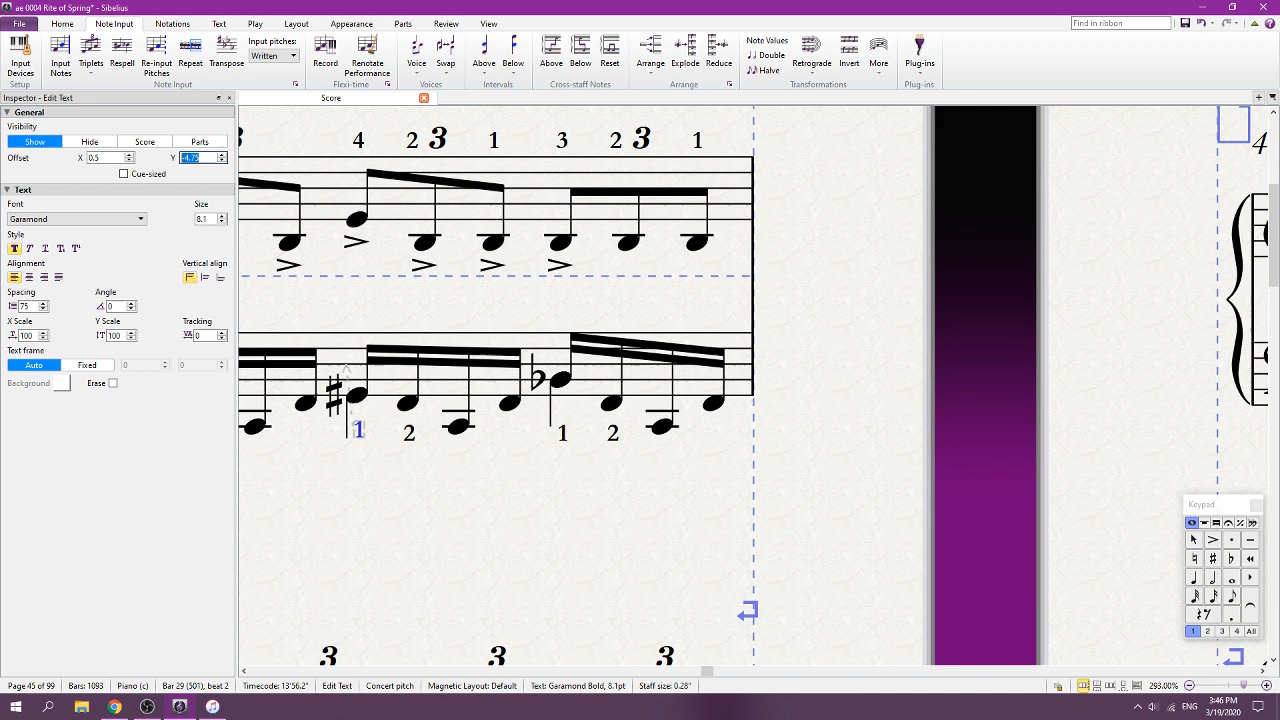 ae 0004 Rite of Spring* - Sibelius
File Home Note Input Notations Text Play Layout Appearance Parts Review View
Find in ribbon
Input Devices
Input Notes
Triplets
Respell
Re-input Pitches
Repeat
Transpose
Input pitches:
Written
Record
Renotate Performance
Voice
Swap
Above
Below
Above
Below
Reset
Arrange
Explode
Reduce
Note Values
Double
Halve
Retrograde
Invert
More
Plug-ins
Setup Note Input Flexi-time Voices Intervals Cross-staff Notes Arrange Transformations Plug-ins
Inspector - Edit Text
Score
General
Visibility
Show Hide Score Parts
Offset X 0.5 Y -4.75
Cue-sized
Text
Font Size
Garamond 8.1
Style
Alignment Vertical align
Spacing Angle
75 0
X Scale Y Scale Tracking
100 100 0
Text frame
Auto Fixed 0 0
Background Erase
3 4 2 3 1 3 2 3 1
1 2 1 2
3 3 3
4
Keypad
1 2 3 4 All
Page 45 of 99 Bars: 1093 Piano (c) Bar 29 (501), beat 2 Timecode: 13'56.2" Edit Text Concert pitch Magnetic Layout: Default Text: Garamond Bold, 8.1pt Staff size: 0.28" 293.00%
ENG
3:46 PM
3/19/2020